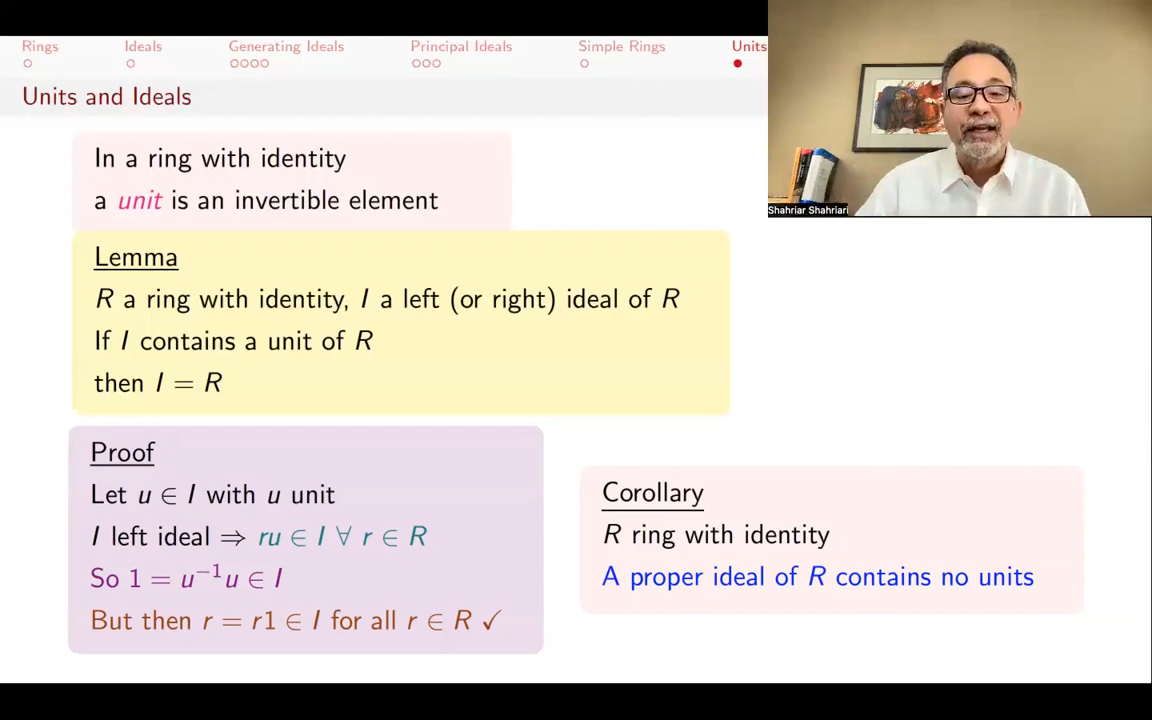 Rings Ideals Generating Ideals Principal Ideals Simple Rings Units
Units and Ideals
In a ring with identity
a unit is an invertible element
Lemma
R a ring with identity, I a left (or right) ideal of R
If I contains a unit of R
then I = R
Proof
Let u ∈ I with u unit
I left ideal ⇒ ru ∈ I ∀ r ∈ R
So 1 = u⁻¹u ∈ I
But then r = r1 ∈ I for all r ∈ R ✓
Corollary
R ring with identity
A proper ideal of R contains no units
Shahriar Shahriari